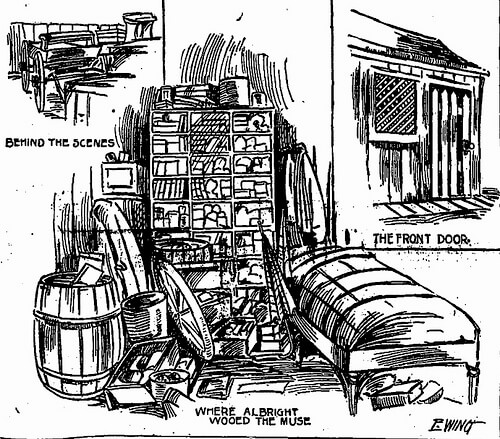 BEHIND THE SCENES
THE FRONT DOOR.
WHERE ALBRIGHT
WOOED THE MUSE
EWING